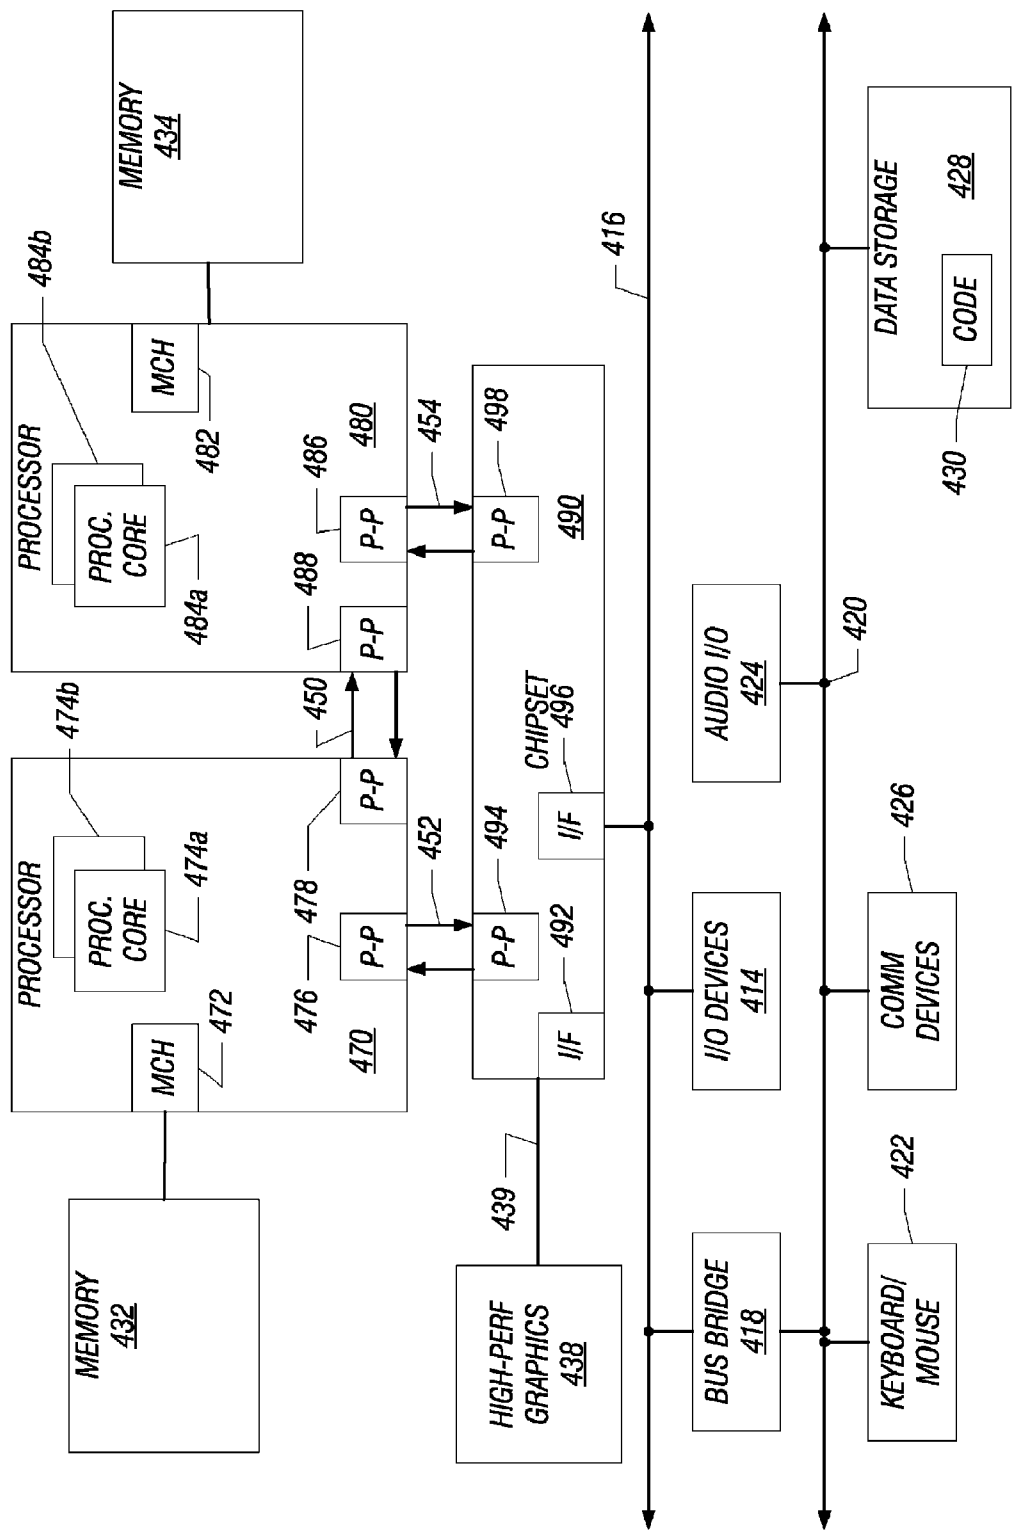 PROCESSOR
PROC.
CORE
474b
474a
MCH
472
470
P-P
476
P-P
478
450
PROCESSOR
PROC.
CORE
484b
484a
MCH
482
480
P-P
488
P-P
486
MEMORY
432
MEMORY
434
452
454
P-P
494
P-P
498
490
CHIPSET
I/F
492
I/F
496
439
HIGH-PERF
GRAPHICS
438
416
BUS BRIDGE
418
I/O DEVICES
414
AUDIO I/O
424
420
KEYBOARD/
MOUSE
422
COMM
DEVICES
426
DATA STORAGE
428
CODE
430